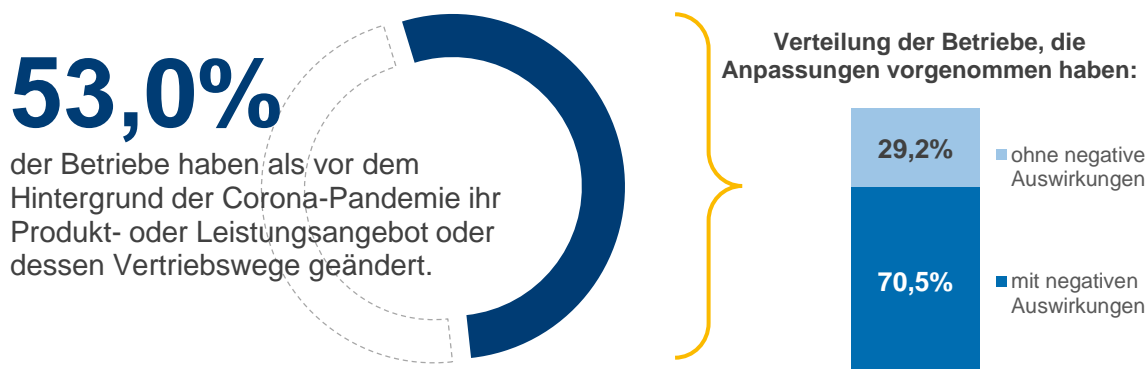 53,0%
der Betriebe haben als vor dem
Hintergrund der Corona-Pandemie ihr
Produkt- oder Leistungsangebot oder
dessen Vertriebswege geändert.
Verteilung der Betriebe, die
Anpassungen vorgenommen haben:
29,2%
ohne negative
Auswirkungen
70,5%
mit negativen
Auswirkungen